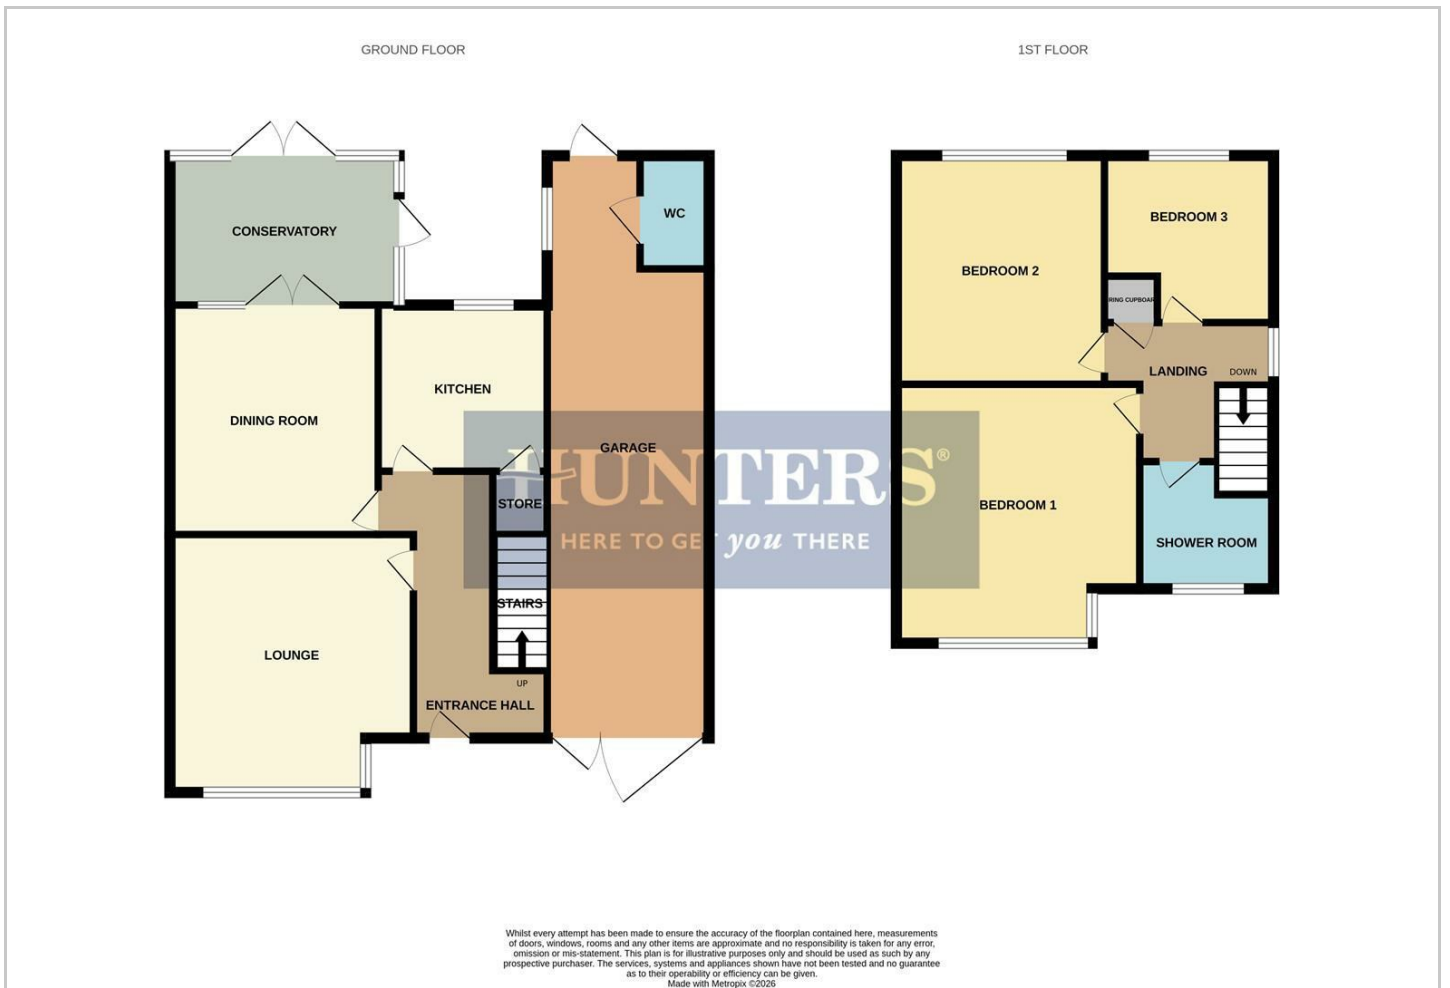 GROUND FLOOR
1ST FLOOR
CONSERVATORY
WC
DINING ROOM
KITCHEN
GARAGE
STORE
STAIRS
UP
LOUNGE
ENTRANCE HALL
BEDROOM 2
BEDROOM 3
RING CUPBOAR
LANDING
DOWN
BEDROOM 1
SHOWER ROOM
HUNTERS®
HERE TO GET you THERE
Whilst every attempt has been made to ensure the accuracy of the floorplan contained here, measurements
of doors, windows, rooms and any other items are approximate and no responsibility is taken for any error,
omission or mis-statement. This plan is for illustrative purposes only and should be used as such by any
prospective purchaser. The services, systems and appliances shown have not been tested and no guarantee
as to their operability or efficiency can be given.
Made with Metropix ©2026